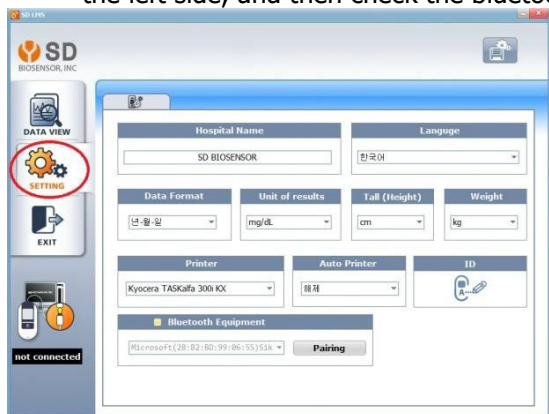 the left side, and then check the bluetoo
SD LMS
SD
BIOSENSOR, INC
DATA VIEW
SETTING
EXIT
not connected
Hospital Name
Languge
SD BIOSENSOR
한국어
Data Format
Unit of results
Tall (Height)
Weight
년-월-일
mg/dL
cm
kg
Printer
Auto Printer
ID
Kyocera TASKalfa 300i KX
해제
A...
Bluetooth Equipment
Microsoft(28:B2:BD:99:06:55)Sik
Pairing